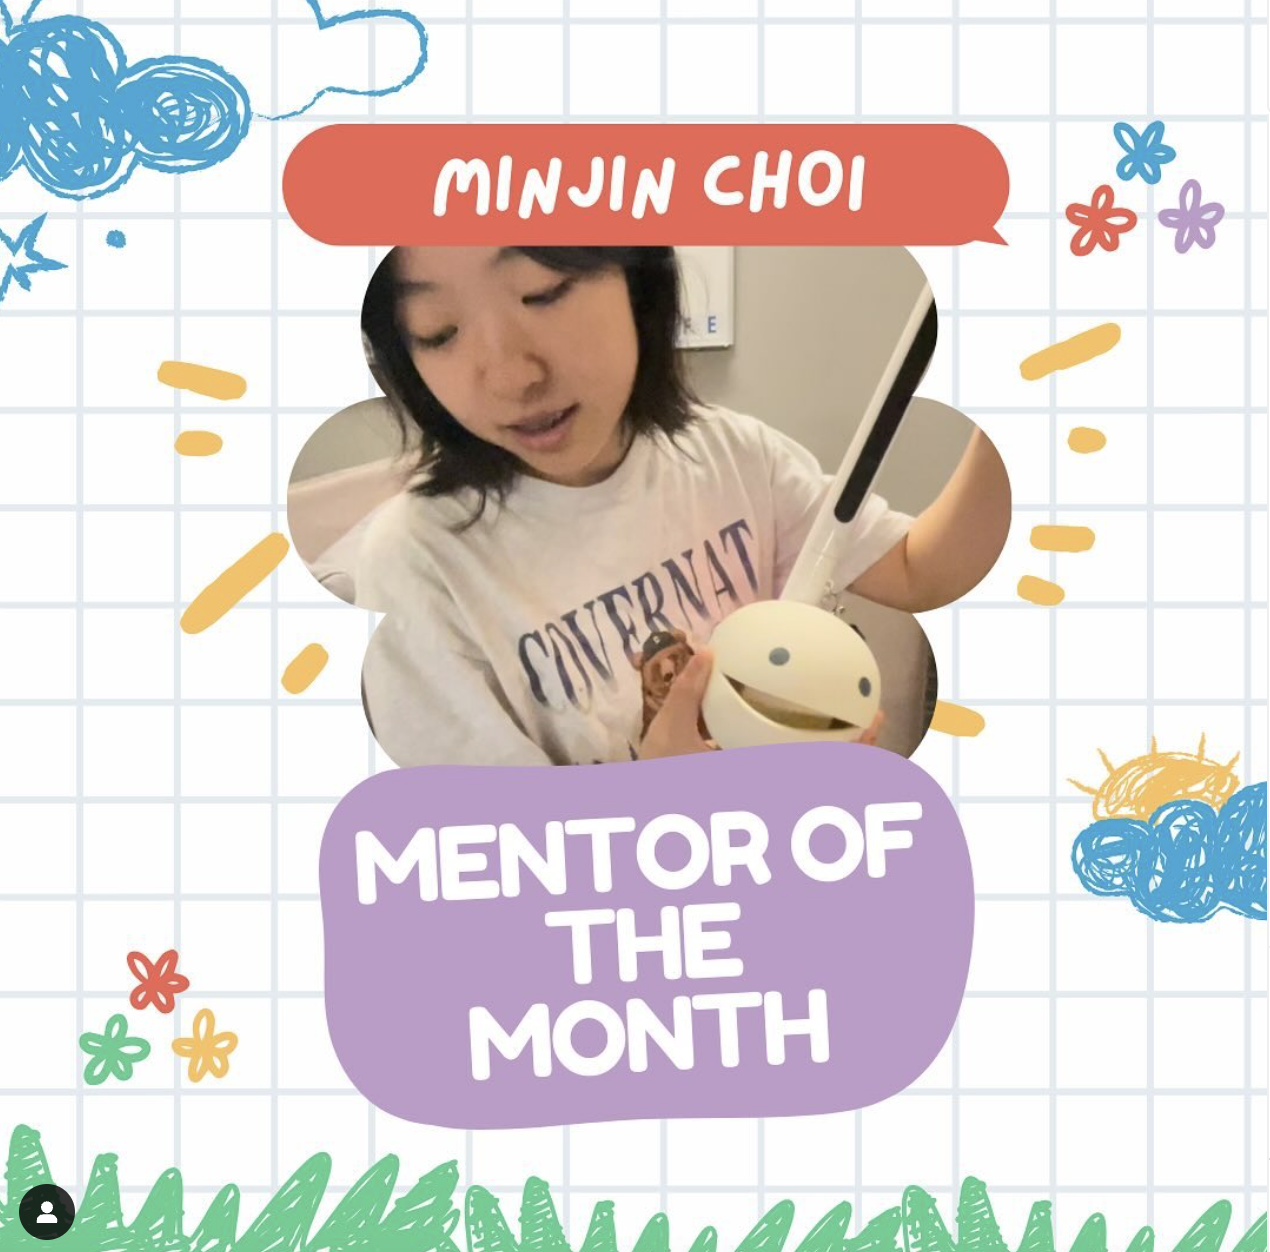 MINJIN CHOI
F E
COVERNAT
MENTOR OF
THE
MONTH